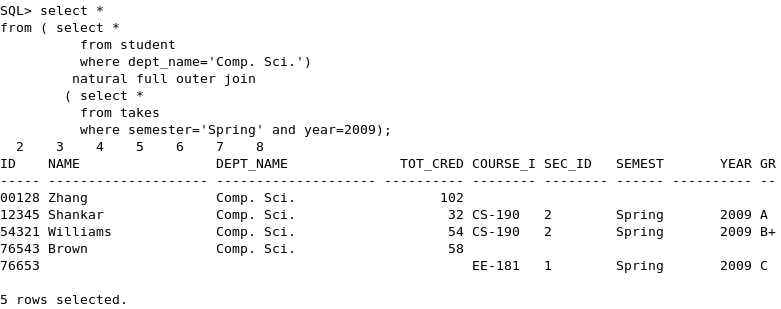 SQL> select *
from ( select *
          from student
          where dept_name='Comp. Sci.')
         natural full outer join
        ( select *
          from takes
          where semester='Spring' and year=2009);
  2    3    4    5    6    7    8
ID    NAME                 DEPT_NAME              TOT_CRED COURSE_I SEC_ID   SEMEST       YEAR GR
----- -------------------- -------------------- ---------- -------- -------- ------ ---------- --
00128 Zhang                Comp. Sci.                  102
12345 Shankar              Comp. Sci.                   32 CS-190   2        Spring       2009 A
54321 Williams             Comp. Sci.                   54 CS-190   2        Spring       2009 B+
76543 Brown                Comp. Sci.                   58
76653                                                      EE-181   1        Spring       2009 C

5 rows selected.